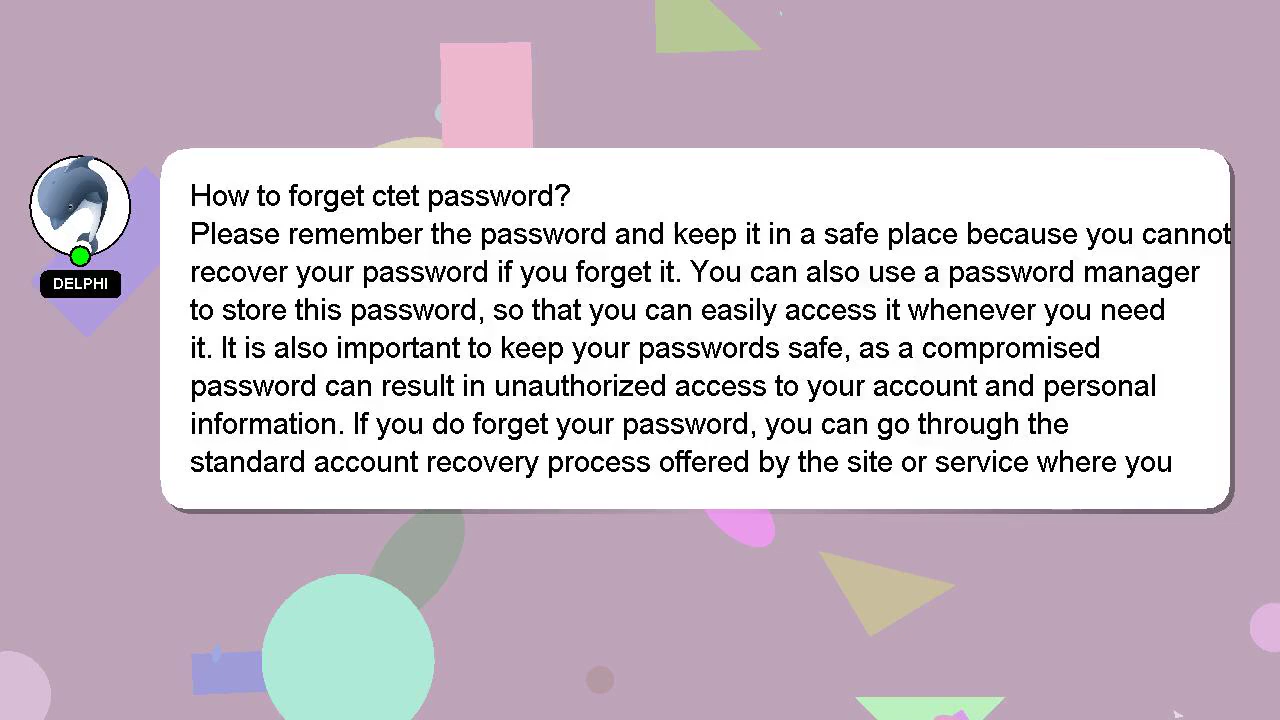 How to forget ctet password?
Please remember the password and keep it in a safe place because you cannot
recover your password if you forget it. You can also use a password manager
to store this password, so that you can easily access it whenever you need
it. It is also important to keep your passwords safe, as a compromised
password can result in unauthorized access to your account and personal
information. If you do forget your password, you can go through the
standard account recovery process offered by the site or service where you
DELPHI